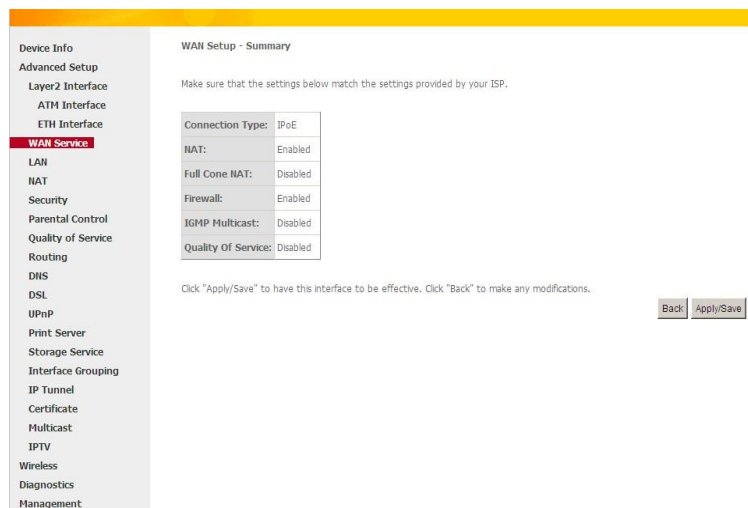 Device Info
Advanced Setup
Layer2 Interface
ATM Interface
ETH Interface
WAN Service
LAN
NAT
Security
Parental Control
Quality of Service
Routing
DNS
DSL
UPnP
Print Server
Storage Service
Interface Grouping
IP Tunnel
Certificate
Multicast
IPTV
Wireless
Diagnostics
Management
WAN Setup - Summary
Make sure that the settings below match the settings provided by your ISP.
Connection Type: IPoE
NAT: Enabled
Full Cone NAT: Disabled
Firewall: Enabled
IGMP Multicast: Disabled
Quality Of Service: Disabled
Click "Apply/Save" to have this interface to be effective. Click "Back" to make any modifications.
Back Apply/Save